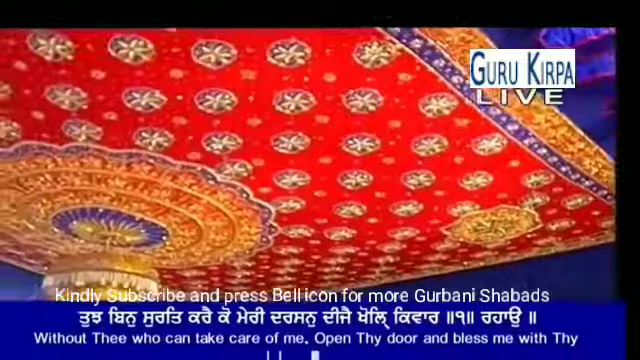 GURU KIRPA
LIVE
Kindly Subscribe and press Bell icon for more Gurbani Shabads
ਤੁਝ ਬਿਨੁ ਸੁਰਤਿ ਕਰੈ ਕੋ ਮੇਰੀ ਦਰਸਨੁ ਦੀਜੈ ਖੋਲਿੑ ਕਿਵਾਰ ॥੧॥ ਰਹਾਉ ॥
Without Thee who can take care of me. Open Thy door and bless me with Thy